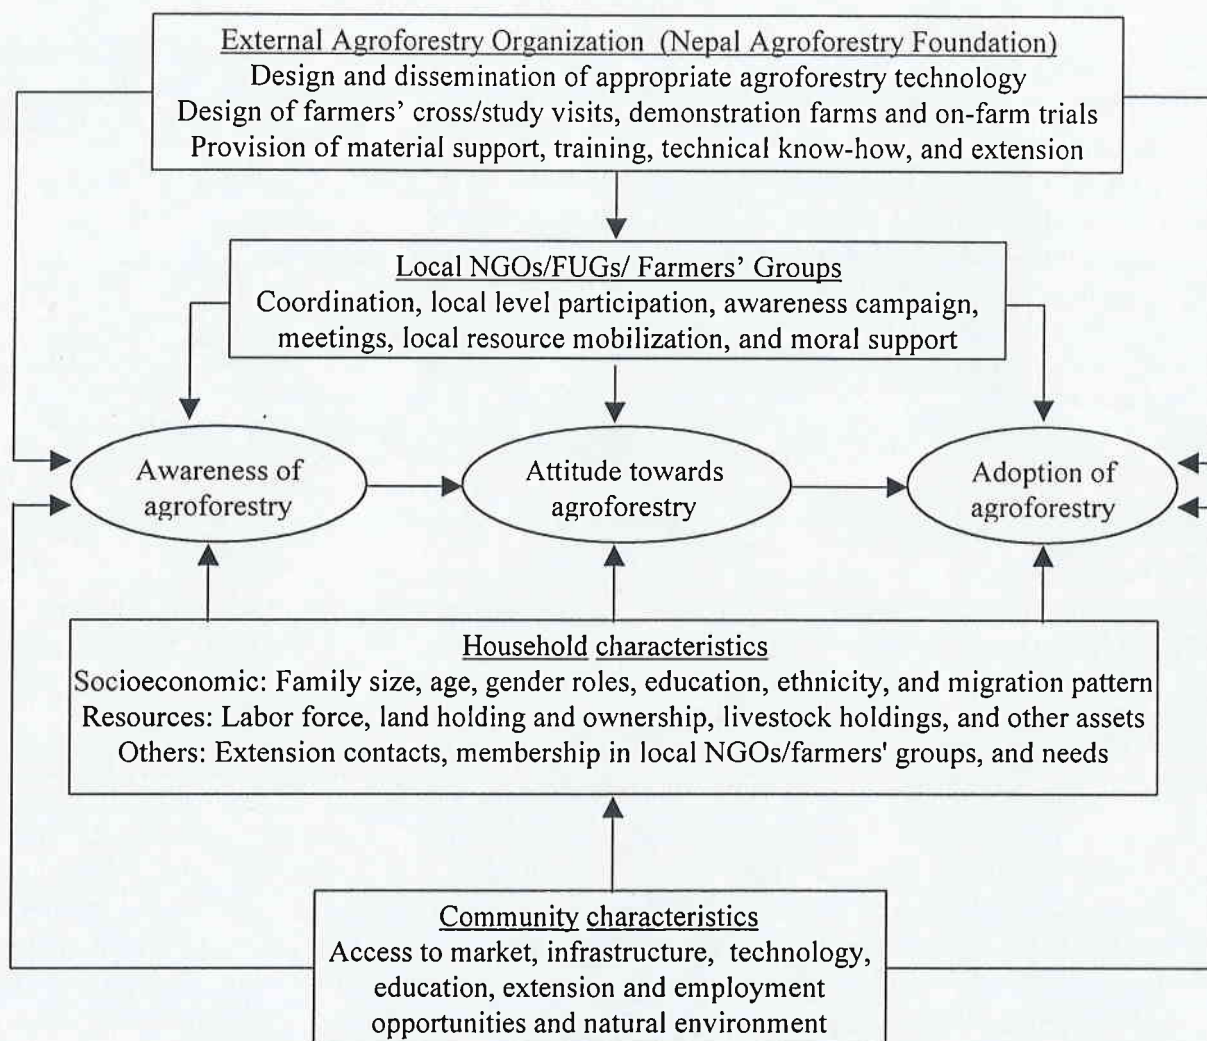 External Agroforestry Organization (Nepal Agroforestry Foundation)
Design and dissemination of appropriate agroforestry technology
Design of farmers' cross/study visits, demonstration farms and on-farm trials
Provision of material support, training, technical know-how, and extension
Local NGOs/FUGs/ Farmers' Groups
Coordination, local level participation, awareness campaign,
meetings, local resource mobilization, and moral support
Awareness of
agroforestry
Attitude towards
agroforestry
Adoption of
agroforestry
Household characteristics
Socioeconomic: Family size, age, gender roles, education, ethnicity, and migration pattern
Resources: Labor force, land holding and ownership, livestock holdings, and other assets
Others: Extension contacts, membership in local NGOs/farmers' groups, and needs
Community characteristics
Access to market, infrastructure, technology,
education, extension and employment
opportunities and natural environment